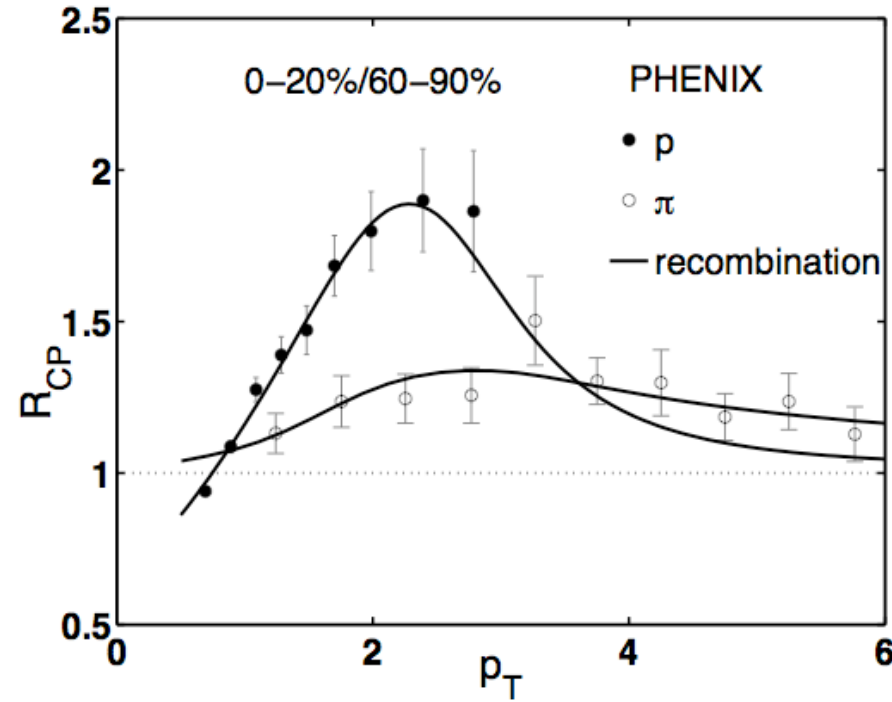 2.5
0–20%/60–90%
PHENIX
p
π
recombination
2
1.5
R_CP
1
0.5
0
2
4
6
p_T